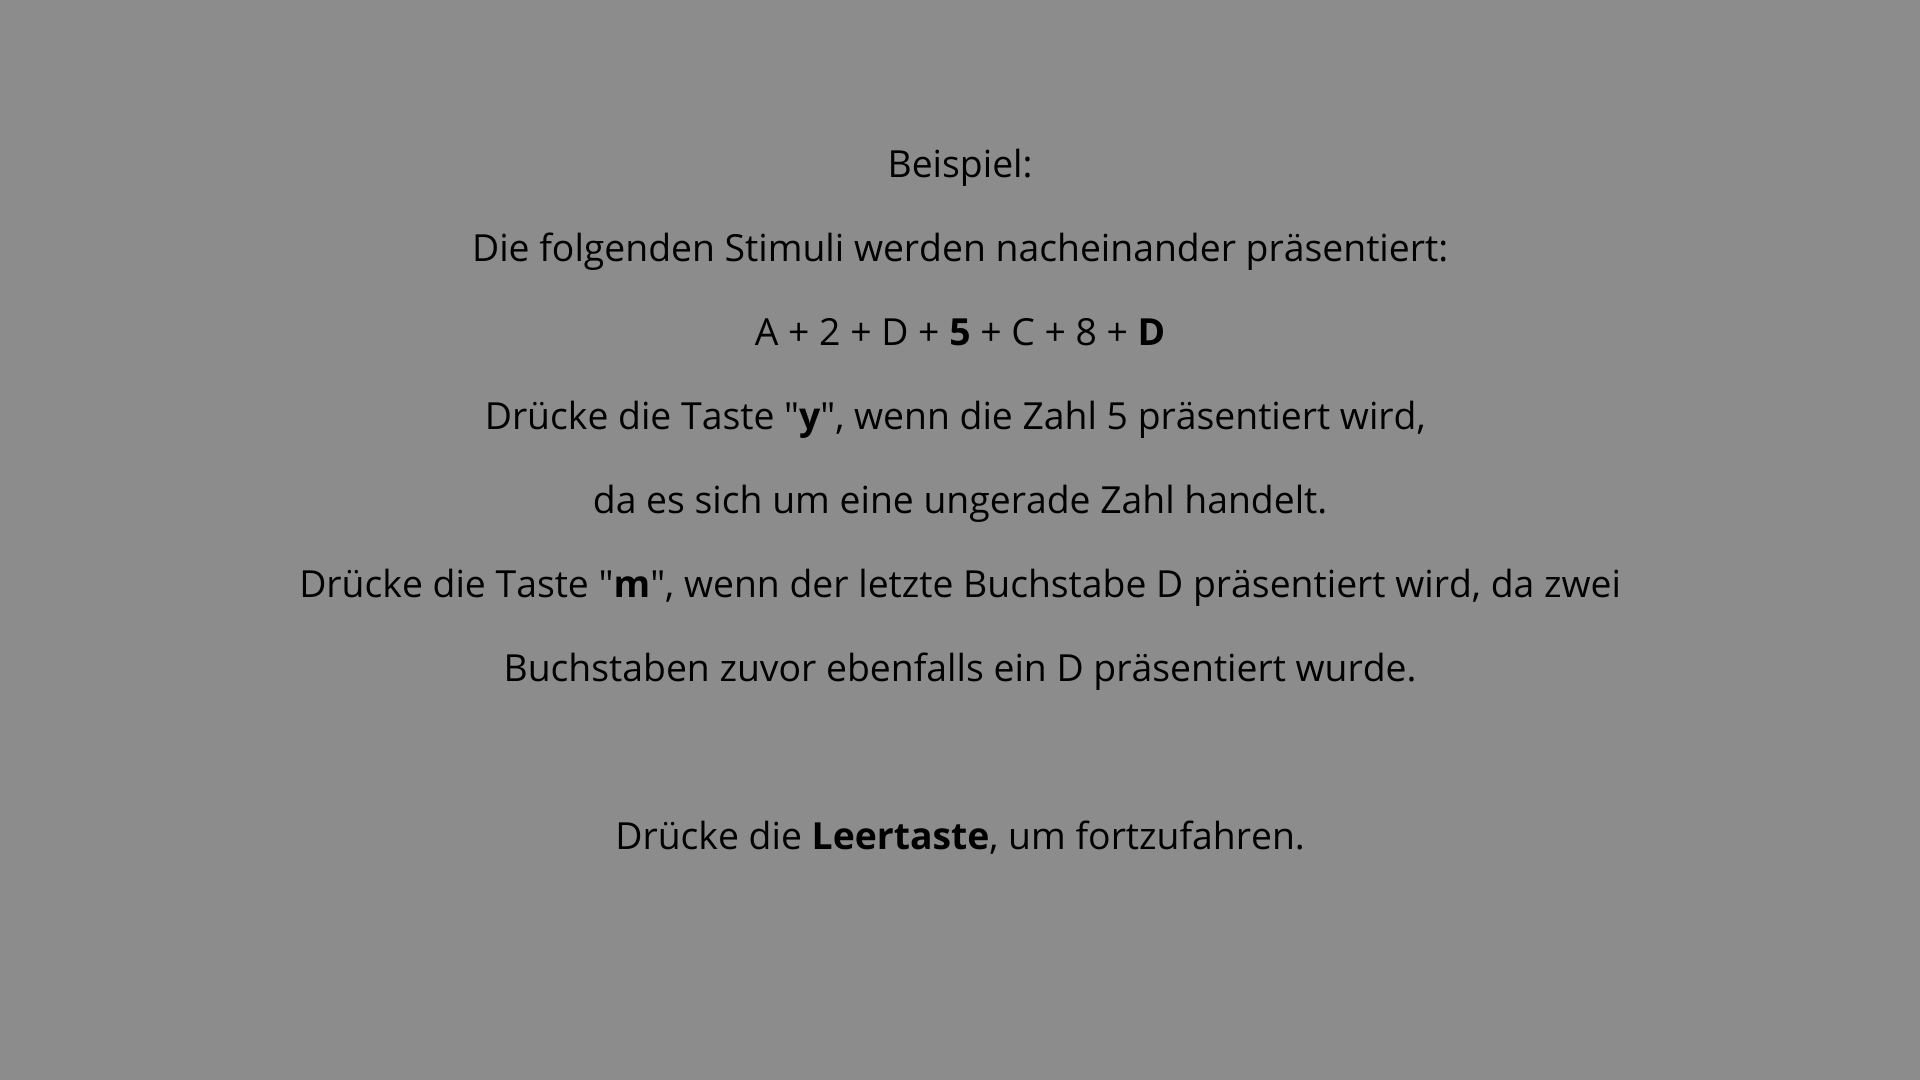 Beispiel:
Die folgenden Stimuli werden nacheinander präsentiert:
A + 2 + D + 5 + C + 8 + D
Drücke die Taste "y", wenn die Zahl 5 präsentiert wird,
da es sich um eine ungerade Zahl handelt.
Drücke die Taste "m", wenn der letzte Buchstabe D präsentiert wird, da zwei
Buchstaben zuvor ebenfalls ein D präsentiert wurde.
Drücke die Leertaste, um fortzufahren.